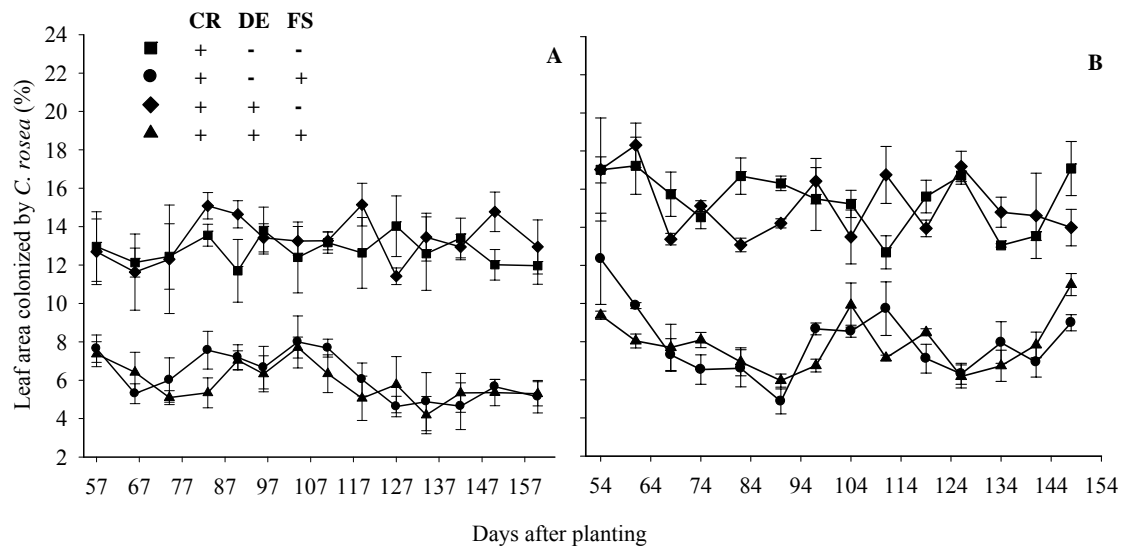 CR DE FS
+ - -
+ - +
+ + -
+ + +
A
B
Leaf area colonized by C. rosea (%)
24
22
20
18
16
14
12
10
8
6
4
2
57 67 77 87 97 107 117 127 137 147 157
54 64 74 84 94 104 114 124 134 144 154
Days after planting